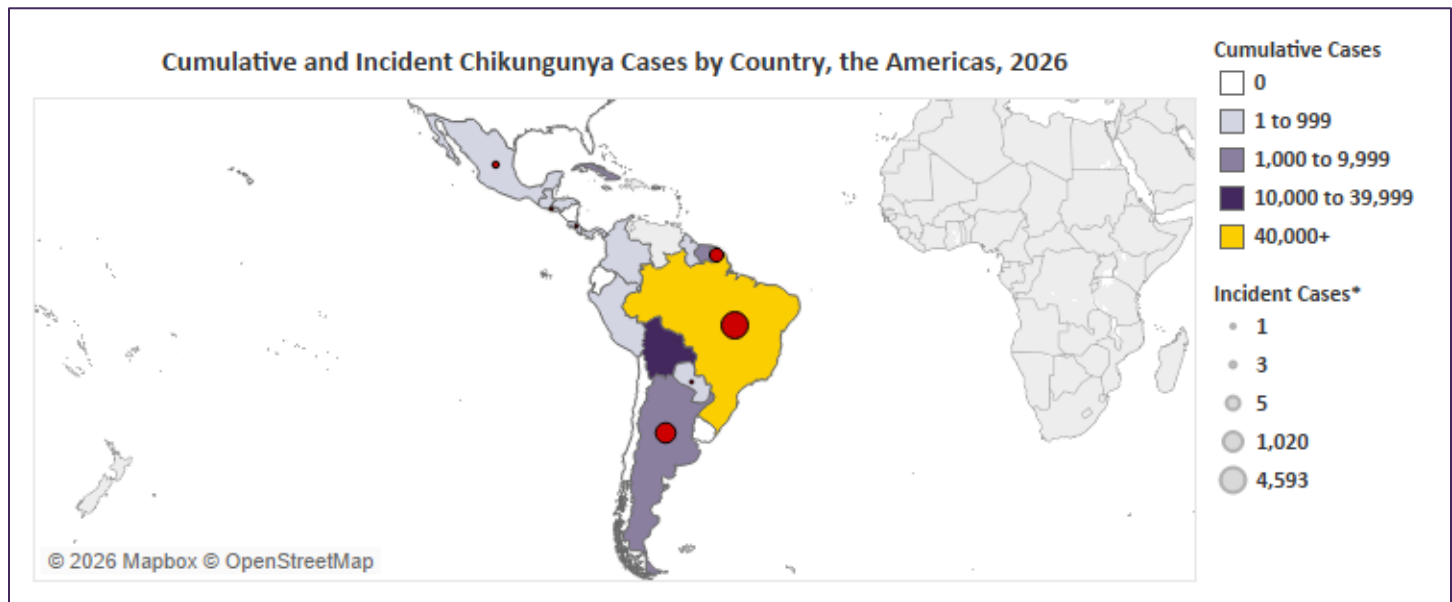 Cumulative and Incident Chikungunya Cases by Country, the Americas, 2026
Cumulative Cases
0
1 to 999
1,000 to 9,999
10,000 to 39,999
40,000+
Incident Cases*
1
3
5
1,020
4,593
© 2026 Mapbox © OpenStreetMap